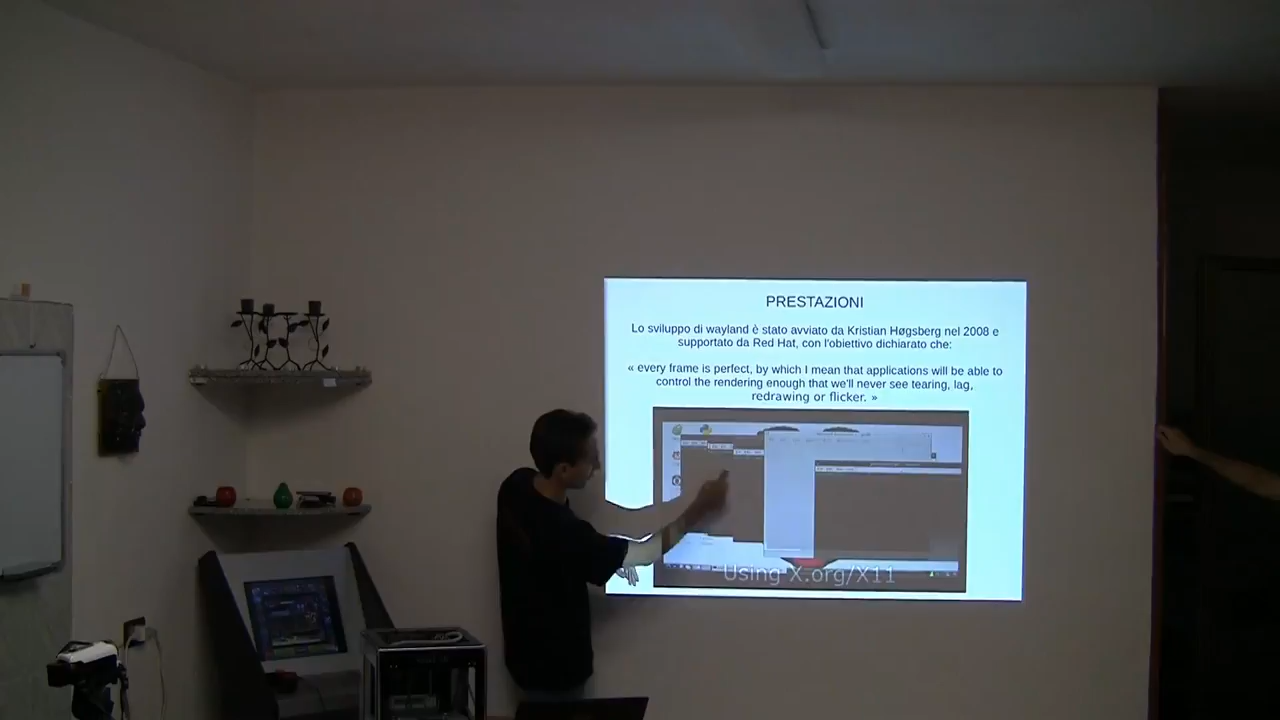 PRESTAZIONI
Lo sviluppo di wayland è stato avviato da Kristian Høgsberg nel 2008 e
supportato da Red Hat, con l'obiettivo dichiarato che:
« every frame is perfect, by which I mean that applications will be able to
control the rendering enough that we'll never see tearing, lag,
redrawing or flicker. »
Using X.org/X11